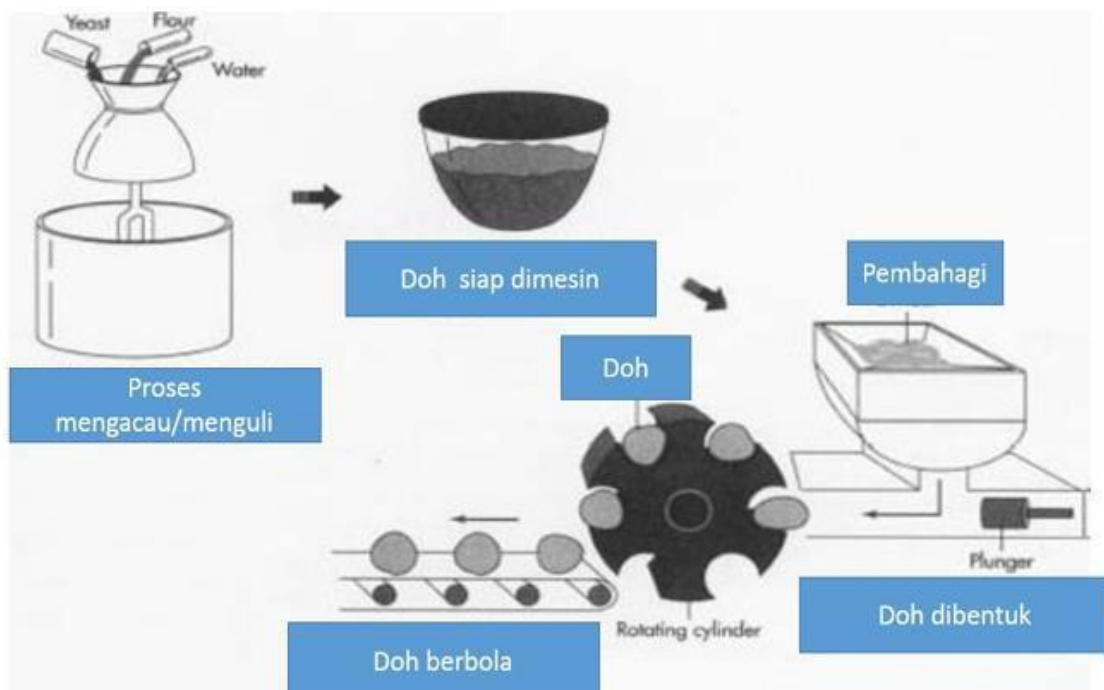 Yeast
Flour
Water
Doh siap dimesin
Pembahagi
Proses
mengacau/menguli
Doh
Plunger
Doh dibentuk
Rotating cylinder
Doh berbola